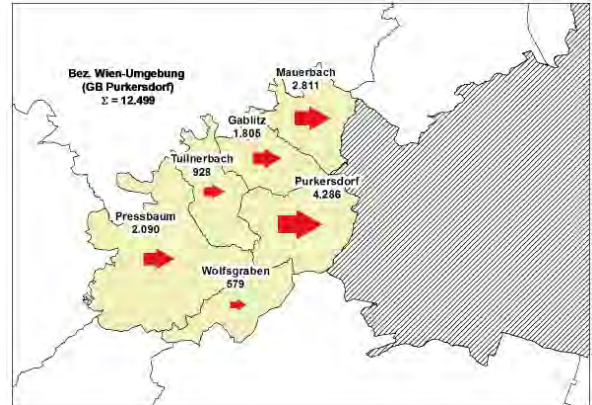 Bez. Wien-Umgebung
(GB Purkersdorf)
Σ = 12.499
Mauerbach
2.811
Gablitz
1.805
Tullnerbach
928
Purkersdorf
4.286
Pressbaum
2.090
Wolfsgraben
579